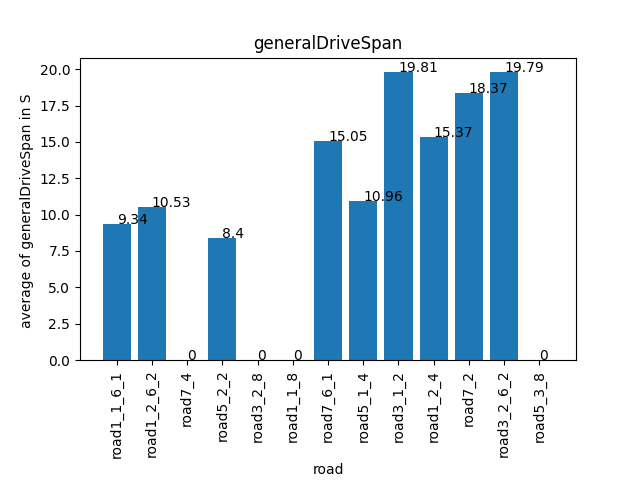 generalDriveSpan
average of generalDriveSpan in S
20.0
17.5
15.0
12.5
10.0
7.5
5.0
2.5
0.0
9.34
10.53
0
8.4
0
0
15.05
10.96
19.81
15.37
18.37
19.79
0
road1_1_6_1
road1_2_6_2
road7_4
road5_2_2
road3_2_8
road1_1_8
road7_6_1
road5_1_4
road3_1_2
road1_2_4
road7_2
road3_2_6_2
road5_3_8
road